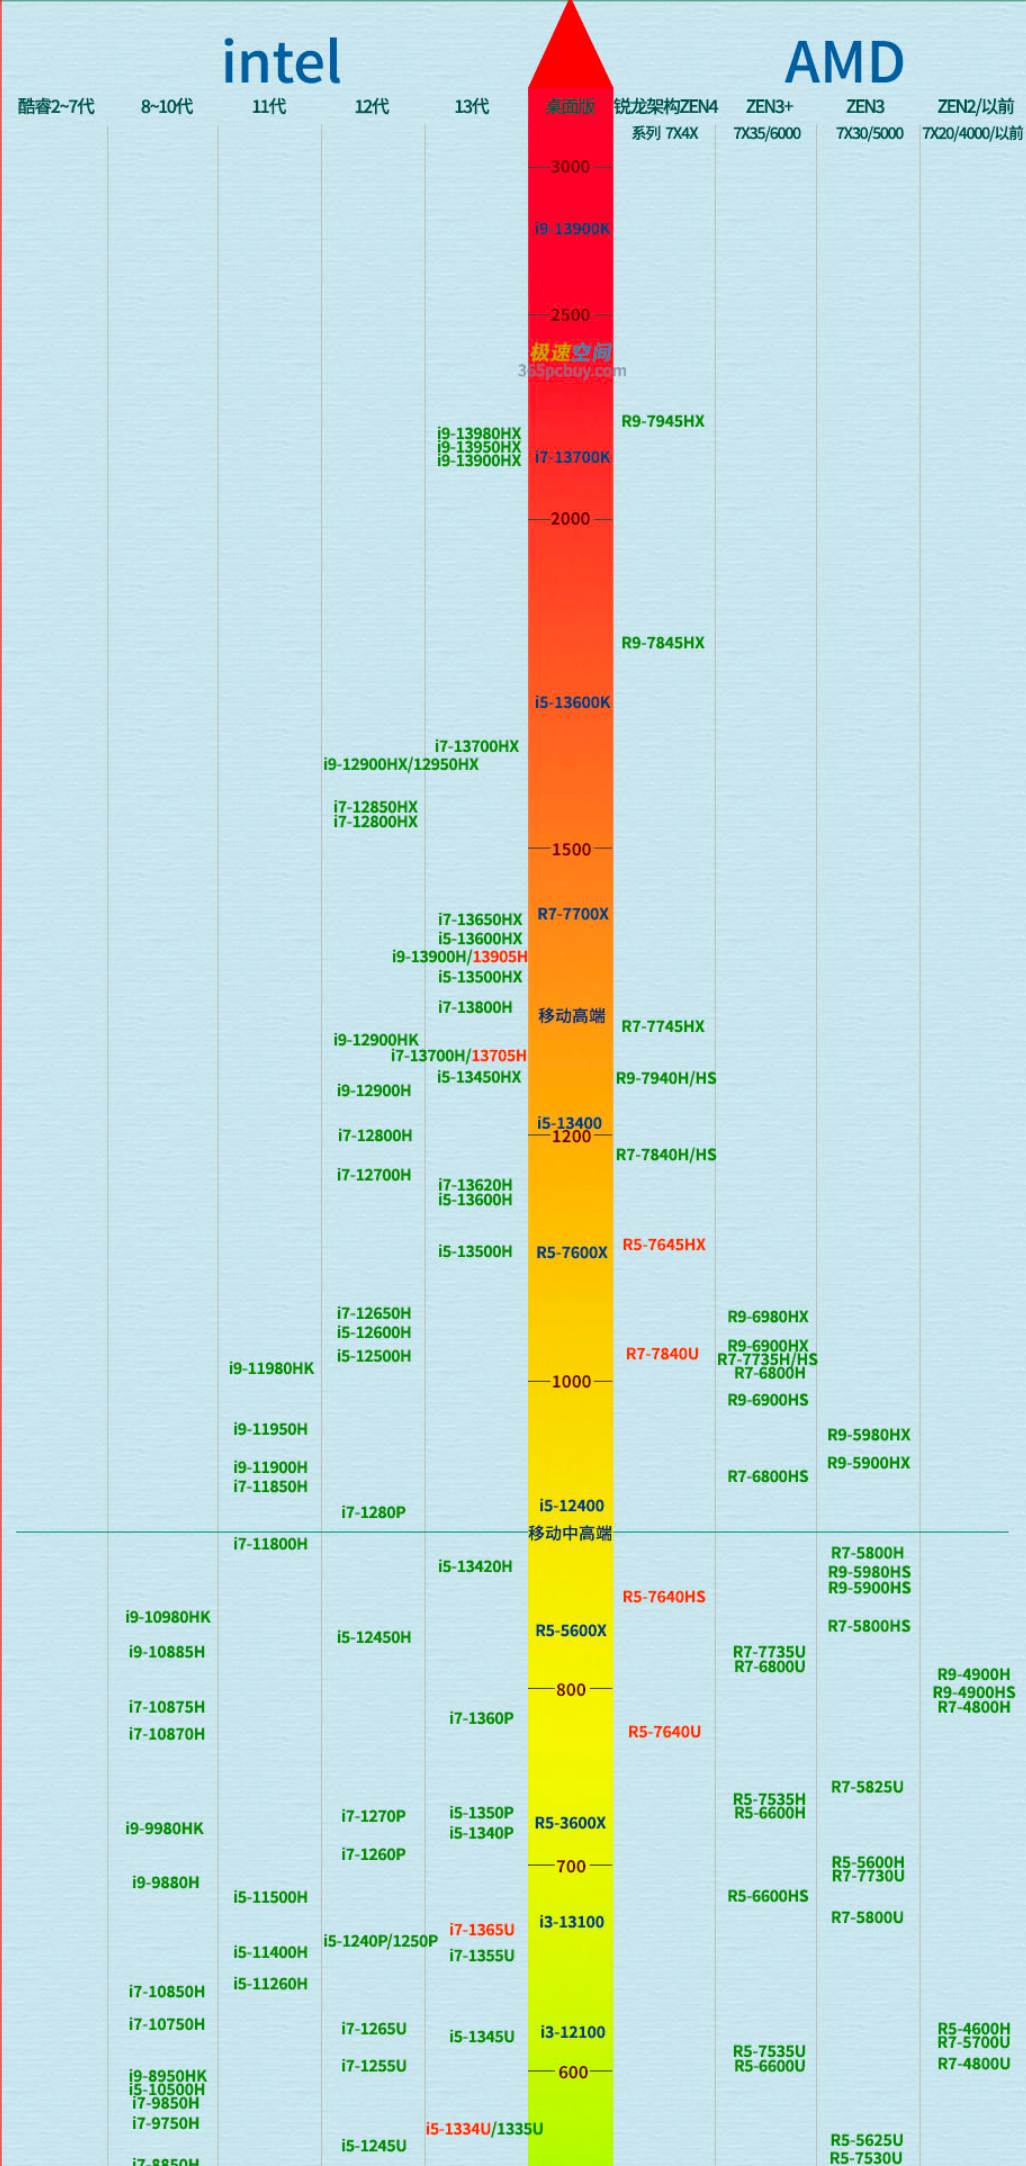 intel AMD
酷睿2~7代 8~10代 11代 12代 13代 桌面版 锐龙架构ZEN4 ZEN3+ ZEN3 ZEN2/以前
系列 7X4X 7X35/6000 7X30/5000 7X20/4000/以前
3000
i9-13900K
2500
极速空间
365pcbuy.com
R9-7945HX
i9-13980HX
i9-13950HX
i7-13700K
i9-13900HX
2000
R9-7845HX
i5-13600K
i7-13700HX
i9-12900HX/12950HX
i7-12850HX
i7-12800HX
1500
R7-7700X
i7-13650HX
i5-13600HX
i9-13900H/13905H
i5-13500HX
i7-13800H
移动高端
R7-7745HX
i9-12900HK
i7-13700H/13705H
i5-13450HX R9-7940H/HS
i9-12900H
i5-13400
i7-12800H 1200
R7-7840H/HS
i7-12700H
i7-13620H
i5-13600H
R5-7645HX
i5-13500H R5-7600X
i7-12650H R9-6980HX
i5-12600H
R9-6900HX
i5-12500H R7-7840U R7-7735H/HS
i9-11980HK R7-6800H
1000
R9-6900HS
i9-11950H R9-5980HX
i9-11900H R9-5900HX
R7-6800HS
i7-11850H
i5-12400
i7-1280P
移动中高端
i7-11800H R7-5800H
i5-13420H R9-5980HS
R9-5900HS
R5-7640HS
i9-10980HK R7-5800HS
i5-12450H R5-5600X
i9-10885H R7-7735U
R7-6800U
R9-4900H
800 R9-4900HS
i7-10875H R7-4800H
i7-1360P
i7-10870H R5-7640U
R7-5825U
R5-7535H
i7-1270P i5-1350P R5-6600H
i9-9980HK i5-1340P R5-3600X
i7-1260P
700 R5-5600H
i9-9880H R7-7730U
i5-11500H R5-6600HS
i3-13100 R7-5800U
i7-1365U
i5-1240P/1250P
i5-11400H i7-1355U
i5-11260H
i7-10850H
i7-10750H i7-1265U i3-12100 R5-4600H
i5-1345U R7-5700U
R5-7535U
i7-1255U 600 R5-6600U R7-4800U
i9-8950HK
i5-10500H
i7-9850H
i7-9750H i5-1334U/1335U
i5-1245U R5-5625U
i7-8850H R5-7530U